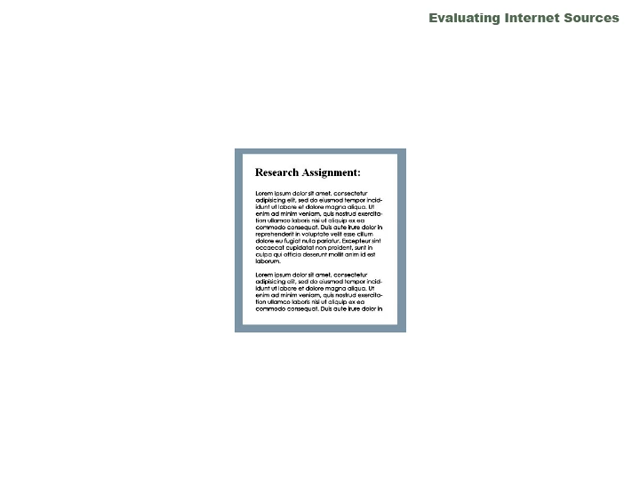 Evaluating Internet Sources
Research Assignment:
Lorem ipsum dolor sit amet, consectetur
adipisicing elit, sed do eiusmod tempor incid-
idunt ut labore et dolore magna aliqua. Ut
enim ad minim veniam, quis nostrud exercita-
tion ullamco laboris nisi ut aliquip ex ea
commodo consequat. Duis aute irure dolor in
reprehenderit in voluptate velit esse cillum
dolore eu fugiat nulla pariatur. Excepteur sint
occaecat cupidatat non proident, sunt in
culpa qui officia deserunt mollit anim id est
laborum.
Lorem ipsum dolor sit amet, consectetur
adipisicing elit, sed do eiusmod tempor incid-
idunt ut labore et dolore magna aliqua. Ut
enim ad minim veniam, quis nostrud exercita-
tion ullamco laboris nisi ut aliquip ex ea
commodo consequat. Duis aute irure dolor in